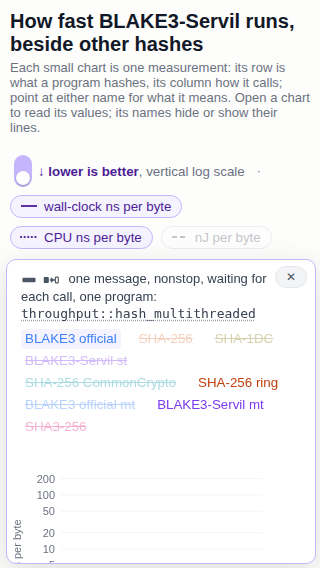 How fast BLAKE3-Servil runs,
beside other hashes
Each small chart is one measurement: its row is
what a program hashes, its column how it calls;
point at either name for what it means. Open a chart
to read its values; its names hide or show their
lines.
↓ lower is better, vertical log scale ·
wall-clock ns per byte
CPU ns per byte
nJ per byte
one message, nonstop, waiting for
each call, one program:
throughput::hash_multithreaded
×
BLAKE3 official SHA-256 SHA-1DC
BLAKE3-Servil st
SHA-256 CommonCrypto SHA-256 ring
BLAKE3 official mt BLAKE3-Servil mt
SHA3-256
200
100
50
20
10
per byte